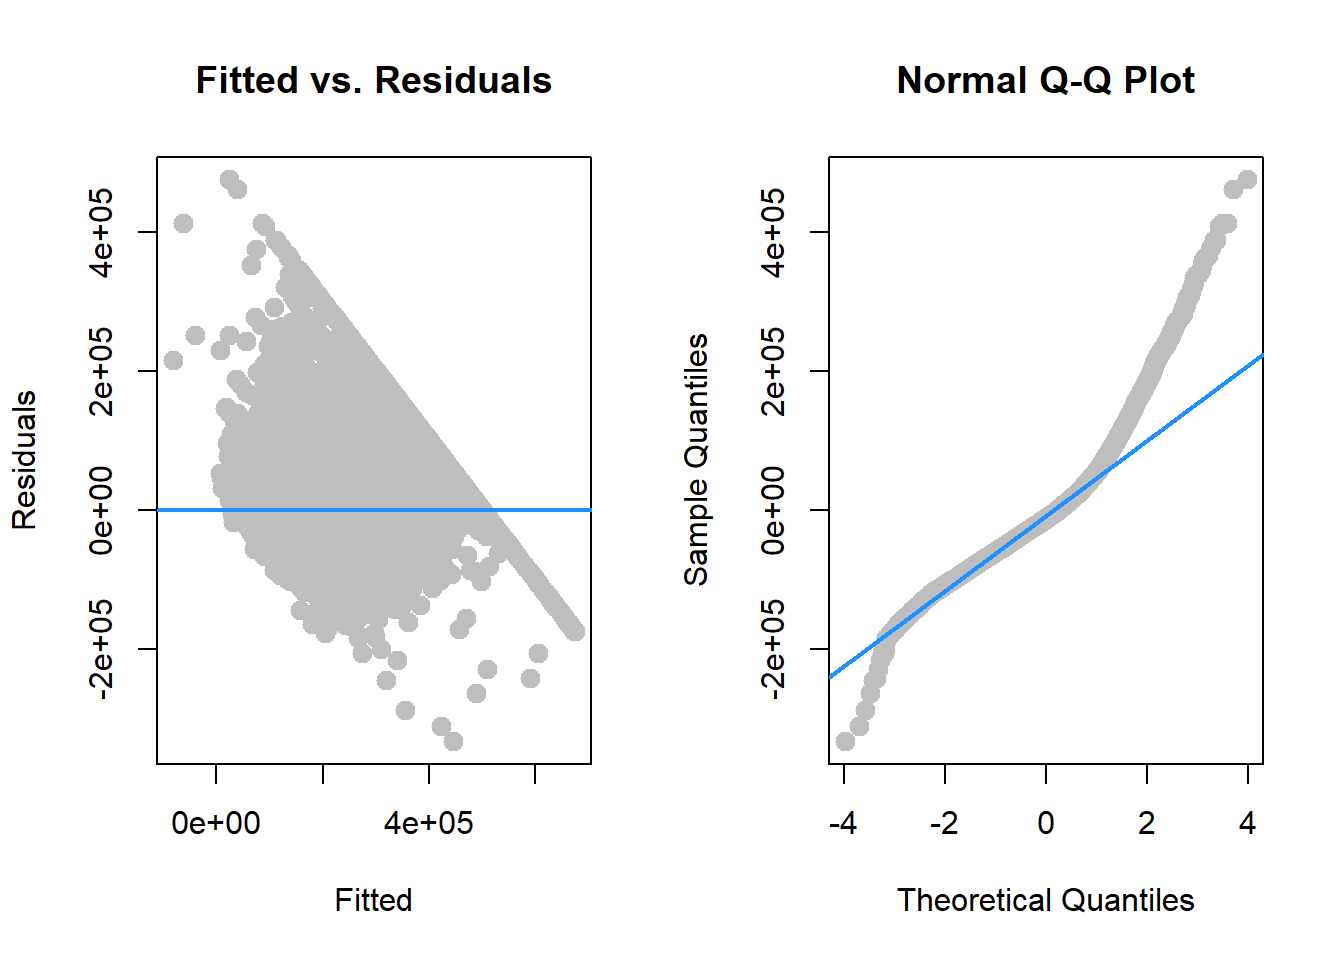 Fitted vs. Residuals
Residuals
4e+05
2e+05
0e+00
-2e+05
0e+00 4e+05
Fitted
Normal Q-Q Plot
Sample Quantiles
4e+05
2e+05
0e+00
-2e+05
-4 -2 0 2 4
Theoretical Quantiles